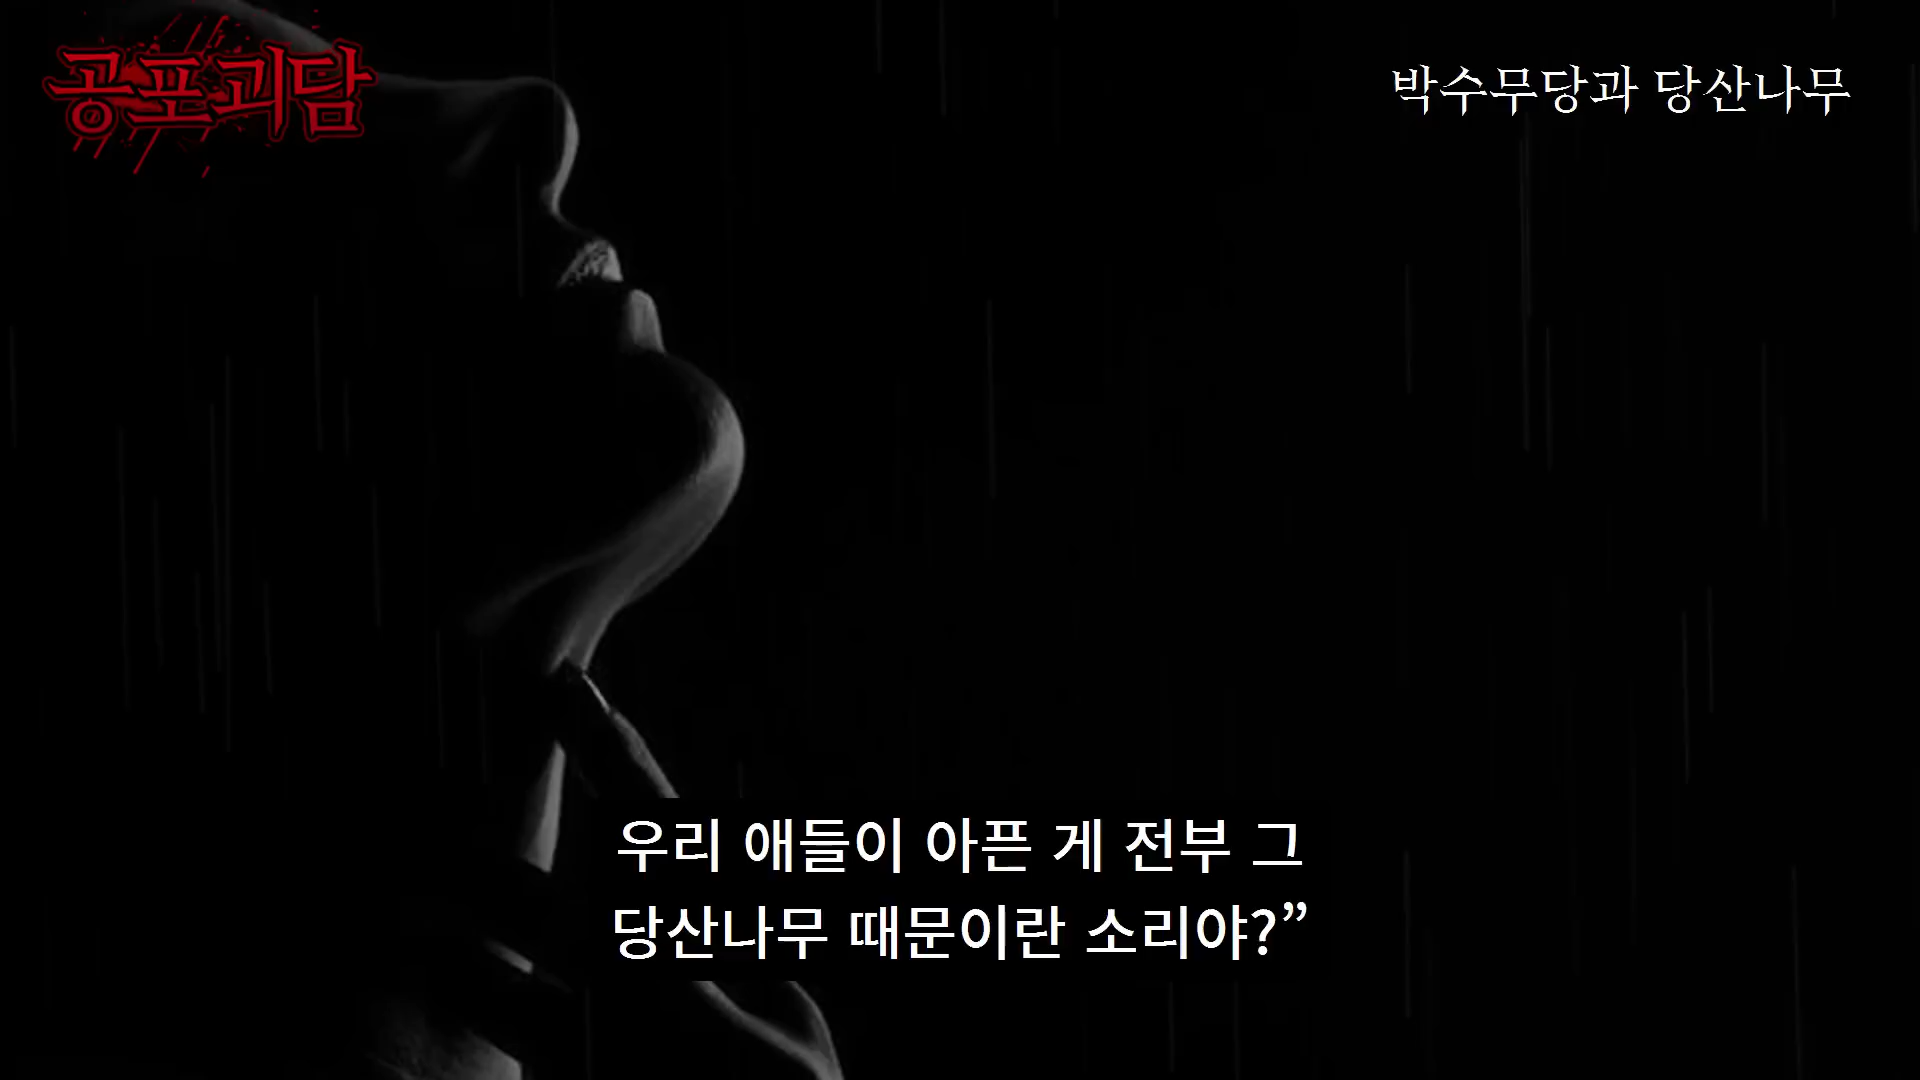 공포괴담
박수무당과 당산나무
우리 애들이 아픈 게 전부 그
당산나무 때문이란 소리야?”